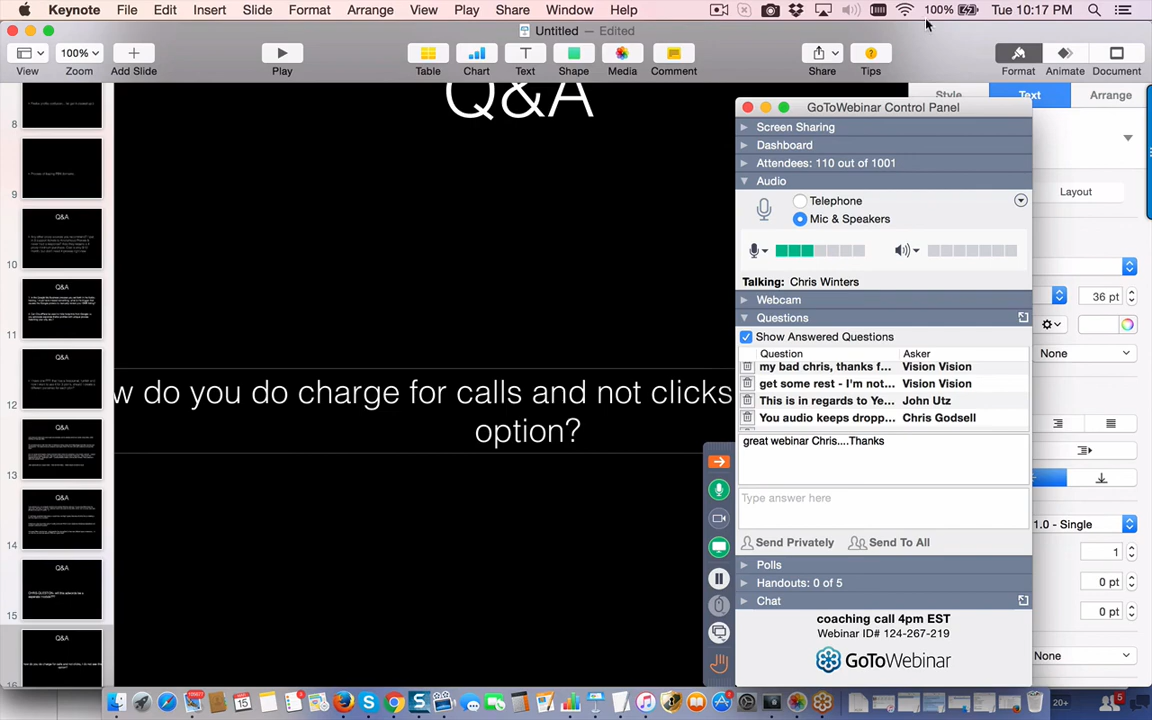 Keynote File Edit Insert Slide Format Arrange View Play Share Window Help 100% Tue 10:17 PM
Untitled — Edited
100%
View Zoom Add Slide Play Table Chart Text Shape Media Comment Share Tips Format Animate Document
Style Text Arrange
Layout
36 pt
None
1.0 - Single
1
0 pt
0 pt
None
8
9
Q&A
10
Q&A
11
Q&A
12
Q&A
13
Q&A
14
Q&A
15
Q&A
16
Q&A
w do you do charge for calls and not clicks
option?
GoToWebinar Control Panel
Screen Sharing
Dashboard
Attendees: 110 out of 1001
Audio
Telephone
Mic & Speakers
Talking: Chris Winters
Webcam
Questions
Show Answered Questions
Question Asker
my bad chris, thanks f... Vision Vision
get some rest - I'm not... Vision Vision
This is in regards to Ye... John Utz
You audio keeps dropp... Chris Godsell
great webinar Chris....Thanks
Type answer here
Send Privately Send To All
Polls
Handouts: 0 of 5
Chat
coaching call 4pm EST
Webinar ID# 124-267-219
GoToWebinar
15
20+
5